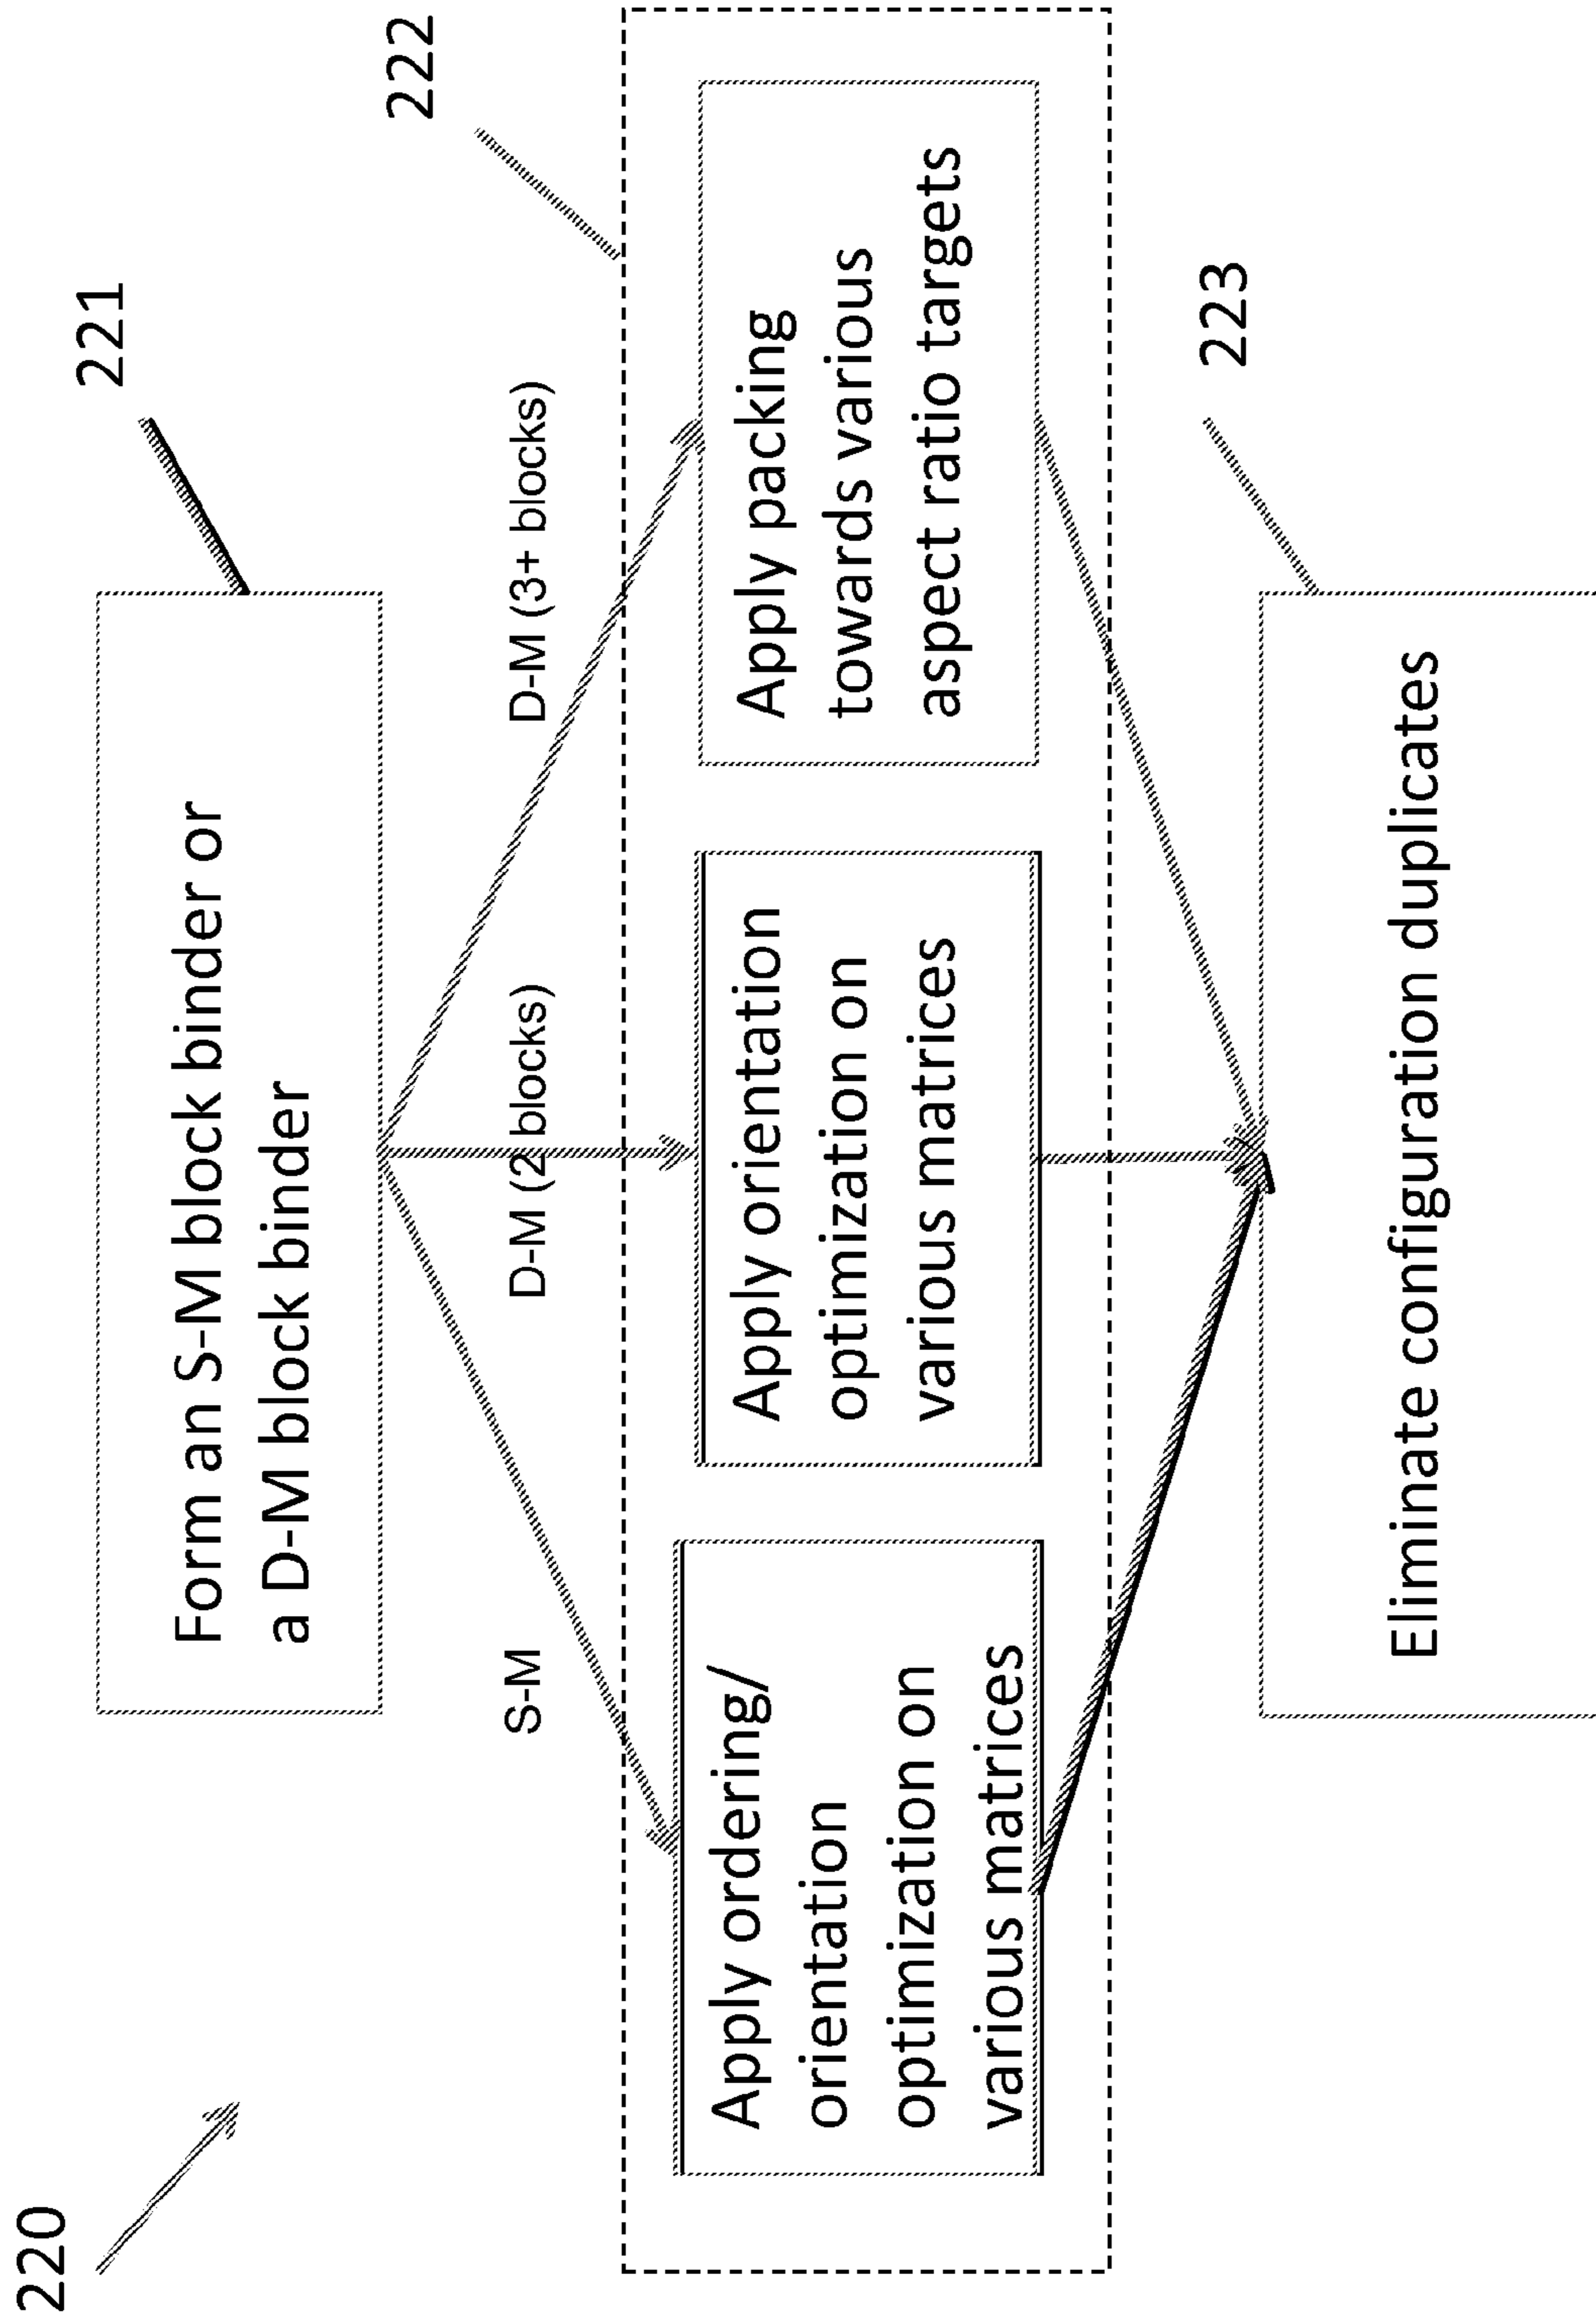 220
221
Form an S-M block binder or
a D-M block binder
222
S-M
D-M (2 blocks)
D-M (3+ blocks)
Apply ordering/
orientation
optimization on
various matrices
Apply orientation
optimization on
various matrices
Apply packing
towards various
aspect ratio targets
223
Eliminate configuration duplicates